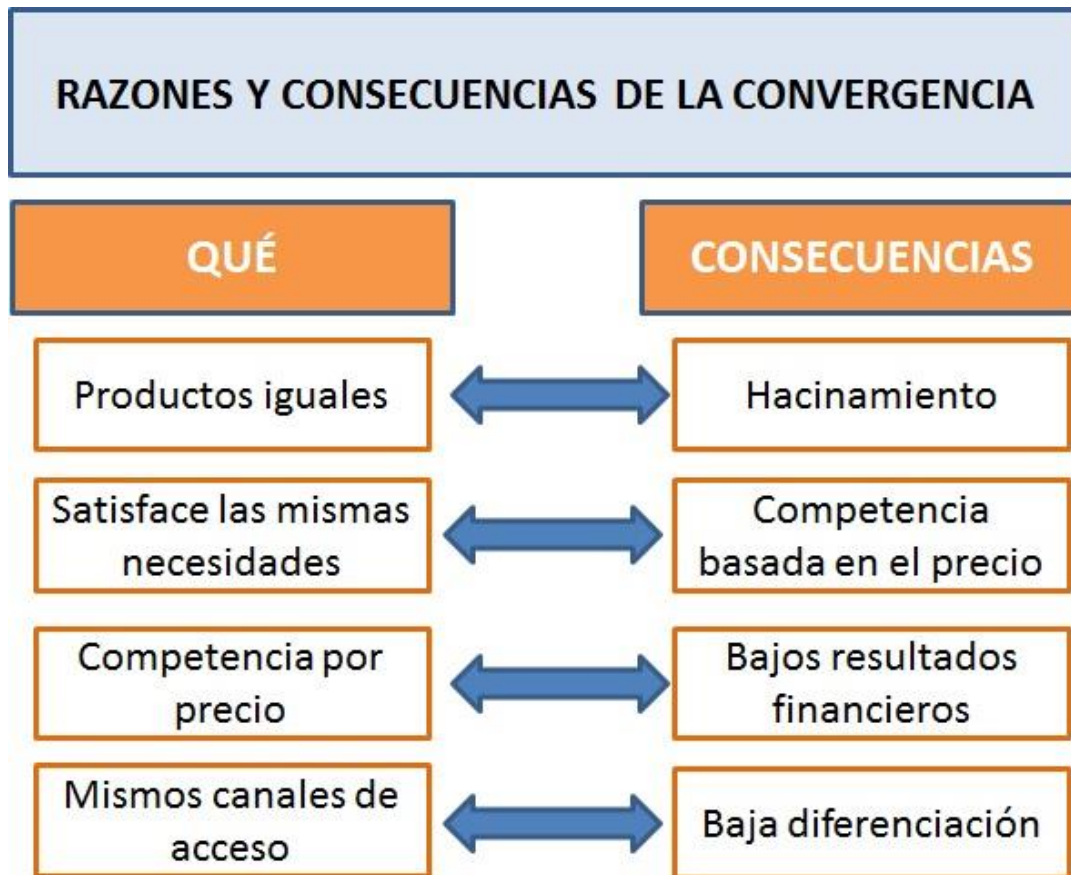 RAZONES Y CONSECUENCIAS DE LA CONVERGENCIA
QUÉ
CONSECUENCIAS
Productos iguales
Hacinamiento
Satisface las mismas
necesidades
Competencia
basada en el precio
Competencia por
precio
Bajos resultados
financieros
Mismos canales de
acceso
Baja diferenciación